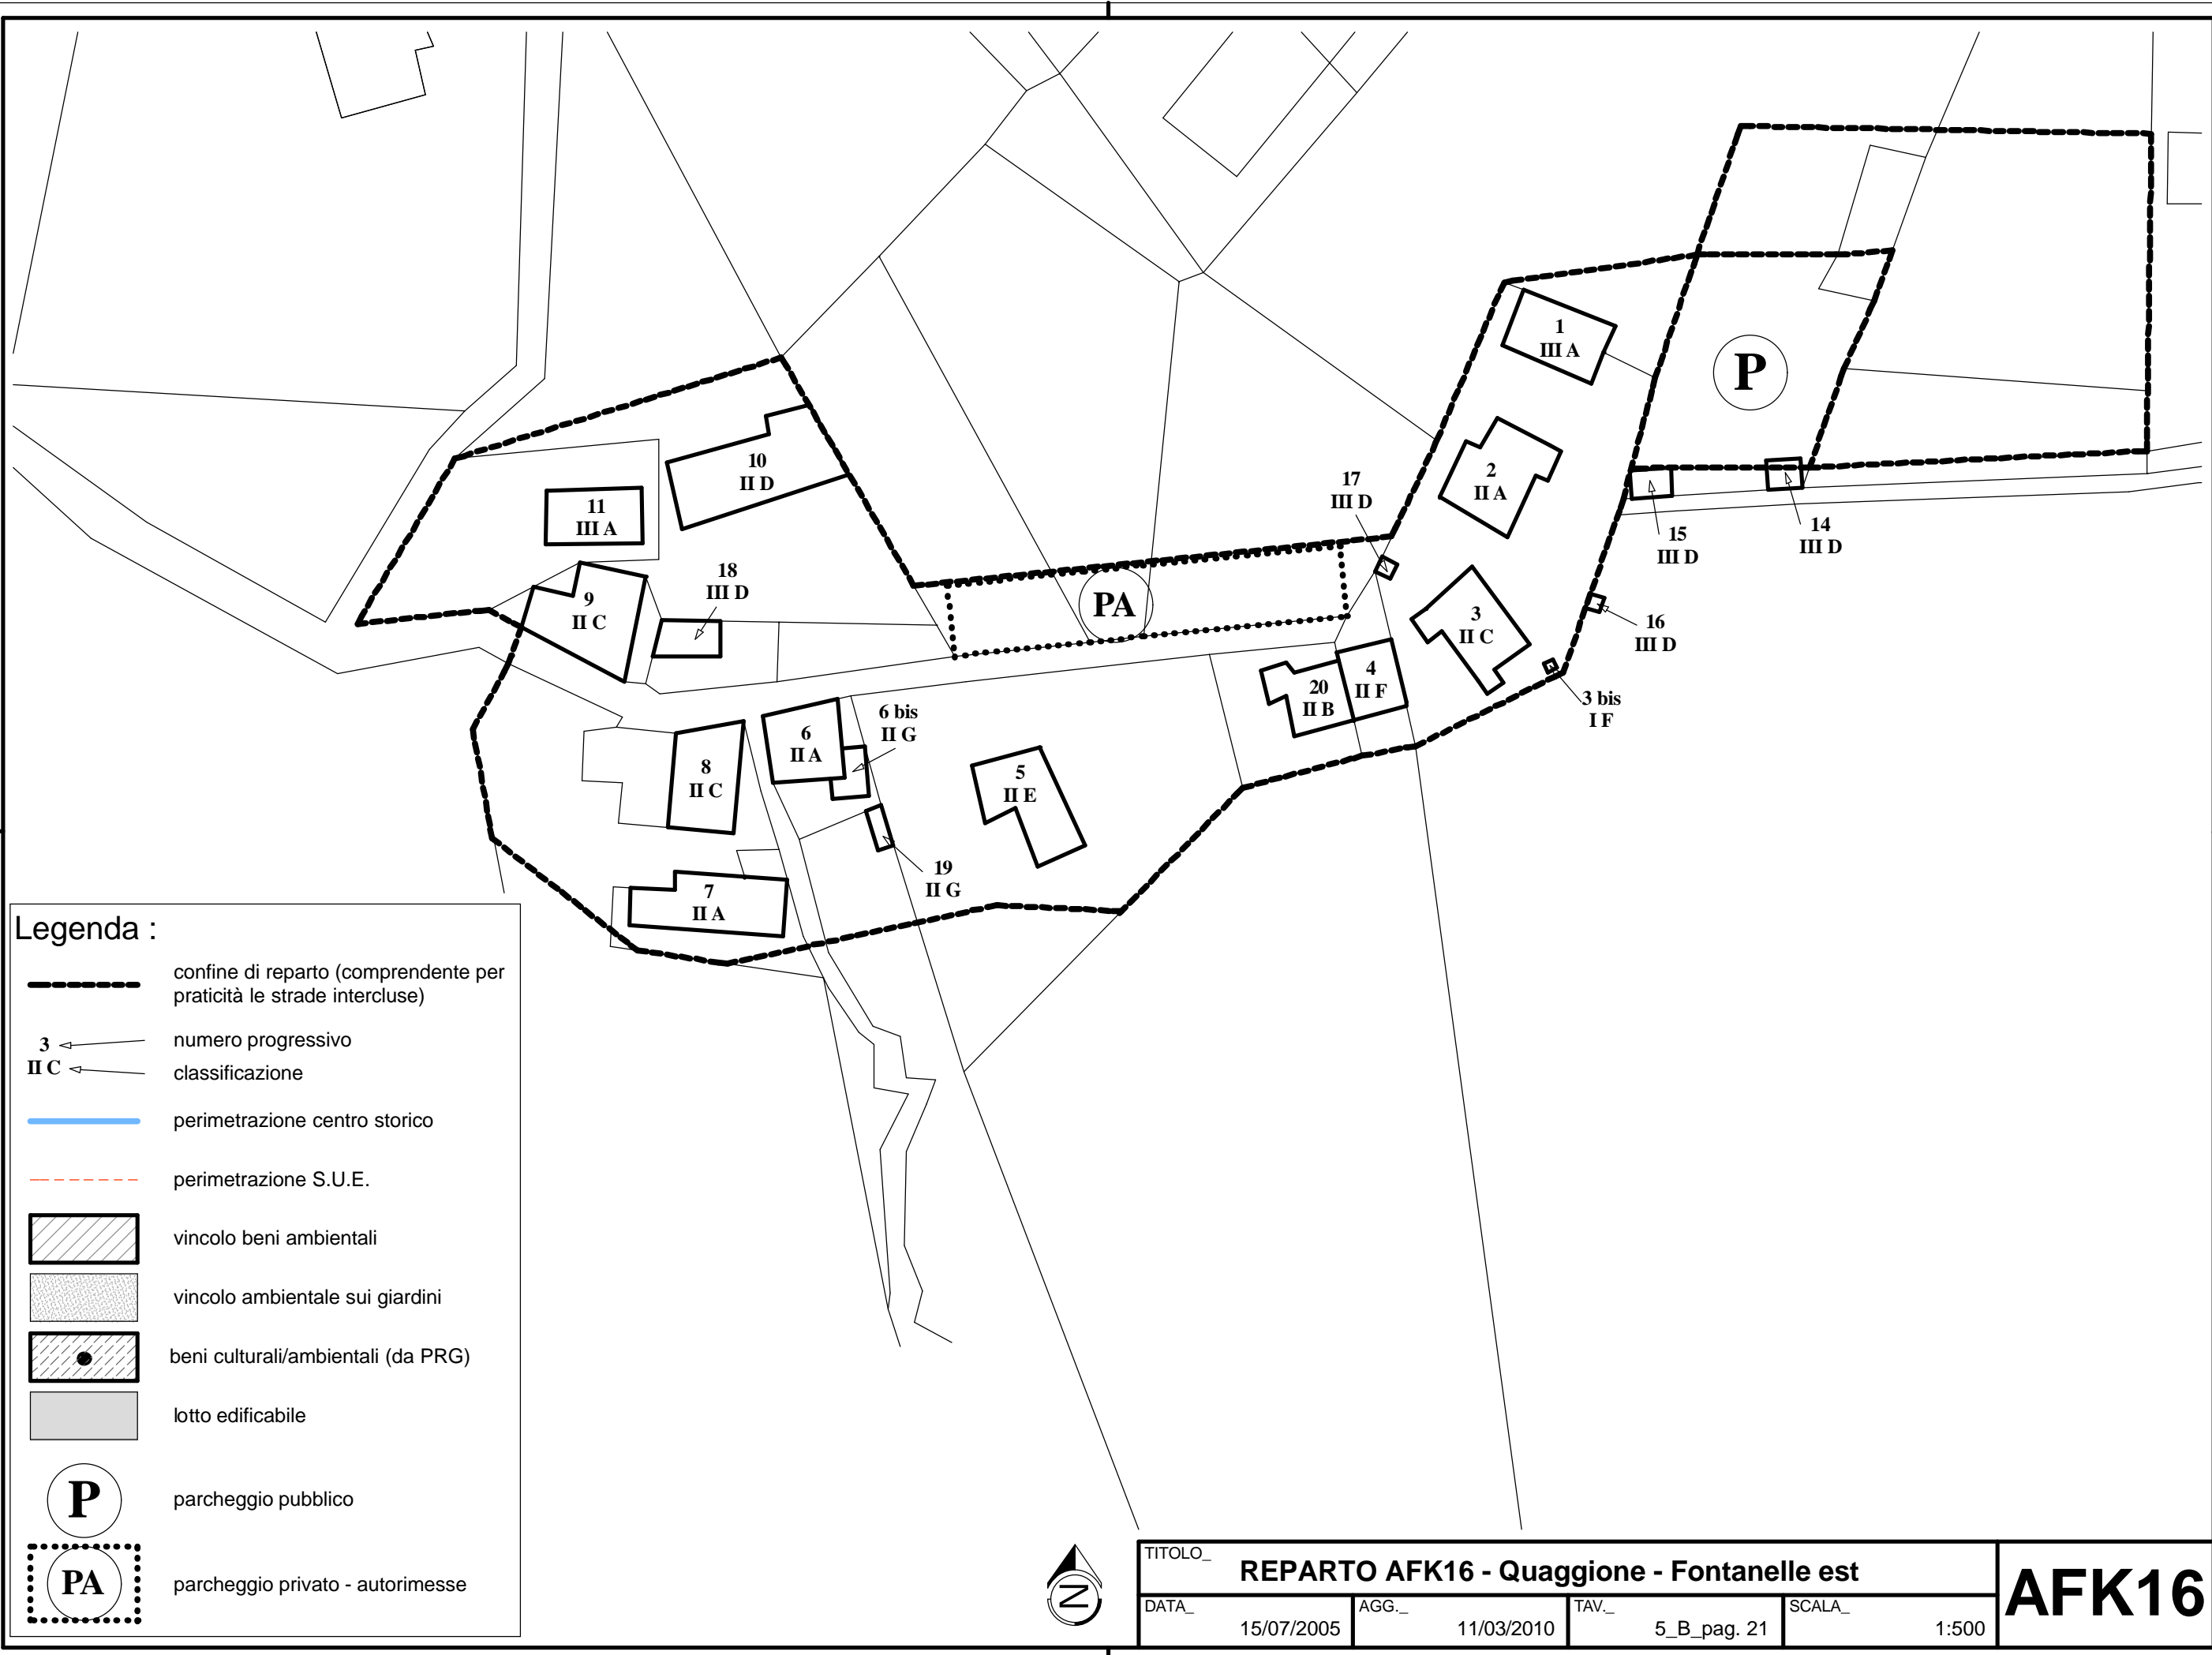 1
III A
P
2
II A
10
II D
17
III D
11
III A
15
III D
14
III D
18
III D
9
II C
PA
3
II C
16
III D
4
II F
20
II B
3 bis
I F
6 bis
II G
6
II A
8
II C
5
II E
19
II G
7
II A
Legenda :
confine di reparto (comprendente per
praticità le strade intercluse)
3
II C
numero progressivo
classificazione
perimetrazione centro storico
perimetrazione S.U.E.
vincolo beni ambientali
vincolo ambientale sui giardini
beni culturali/ambientali (da PRG)
lotto edificabile
P
parcheggio pubblico
PA
parcheggio privato - autorimesse
N
TITOLO_
REPARTO AFK16 - Quaggione - Fontanelle est
DATA_
15/07/2005
AGG._
11/03/2010
TAV._
5_B_pag. 21
SCALA_
1:500
AFK16